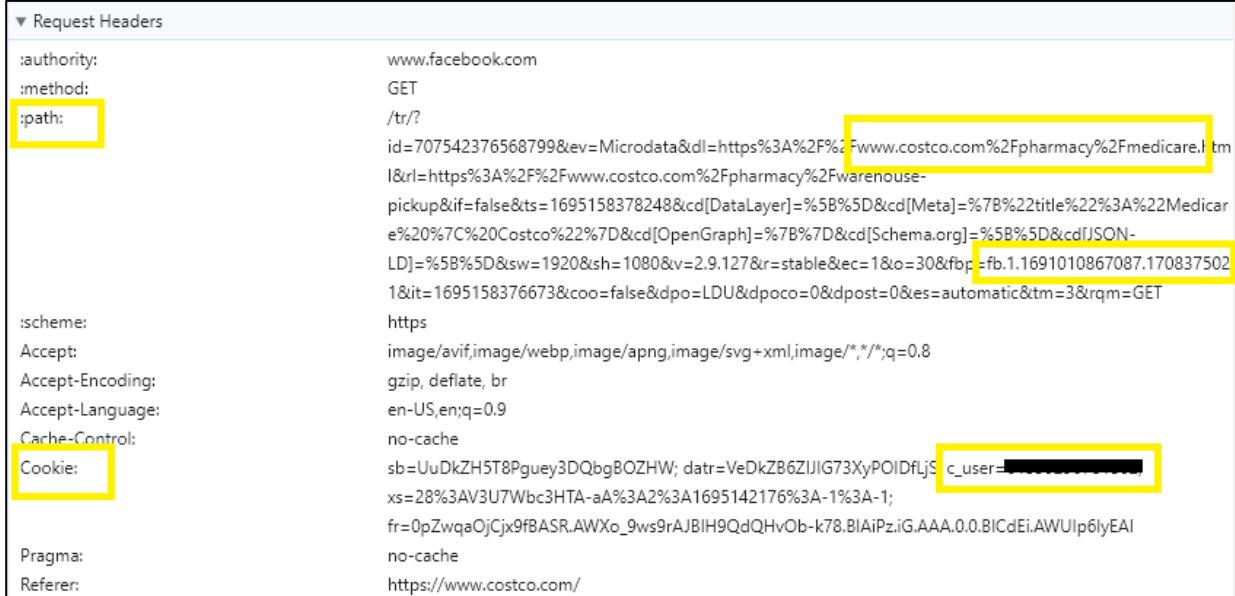 ▼ Request Headers
:authority: www.facebook.com
:method: GET
:path: /tr/?
id=707542376568799&ev=Microdata&dl=https%3A%2F%2Fwww.costco.com%2Fpharmacy%2Fmedicare.htm
l&rl=https%3A%2F%2Fwww.costco.com%2Fpharmacy%2Fwarehouse-
pickup&if=false&ts=1695158378248&cd[DataLayer]=%5B%5D&cd[Meta]=%7B%22title%22%3A%22Medicar
e%20%7C%20Costco%22%7D&cd[OpenGraph]=%7B%7D&cd[Schema.org]=%5B%5D&cd[JSON-
LD]=%5B%5D&sw=1920&sh=1080&v=2.9.127&r=stable&ec=1&o=30&fbp=fb.1.1691010867087.170837502
1&it=1695158376673&coo=false&dpo=LDU&dpoco=0&dpost=0&es=automatic&tm=3&rqm=GET
:scheme: https
Accept: image/avif,image/webp,image/apng,image/svg+xml,image/*,*/*;q=0.8
Accept-Encoding: gzip, deflate, br
Accept-Language: en-US,en;q=0.9
Cache-Control: no-cache
Cookie: sb=UuDkZH5T8Pguey3DQbgBOZHW; datr=VeDkZB6ZIJIG73XyPOIDfLjS c_user=
xs=28%3AV3U7Wbc3HTA-aA%3A2%3A1695142176%3A-1%3A-1;
fr=0pZwqaOjCjx9fBASR.AWXo_9ws9rAJBIH9QdQHvOb-k78.BIAiPz.iG.AAA.0.0.BICdEi.AWUIp6lyEAI
Pragma: no-cache
Referer: https://www.costco.com/